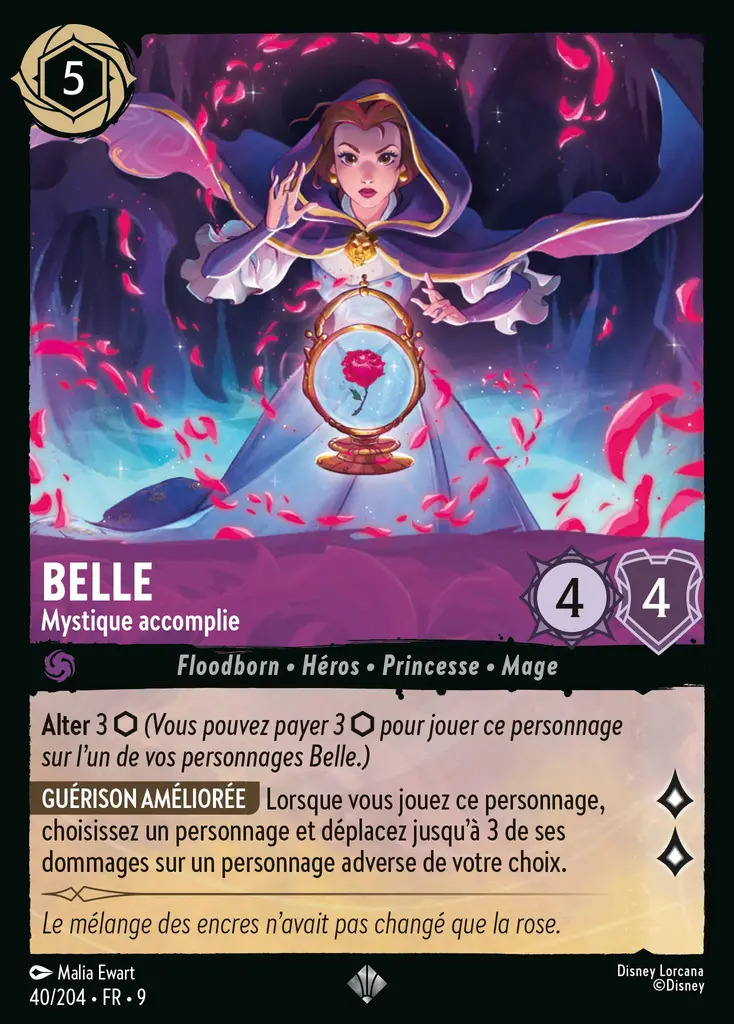 5
BELLE
Mystique accomplie
4
4
Floodborn • Héros • Princesse • Mage
Alter 3 (Vous pouvez payer 3 pour jouer ce personnage
sur l'un de vos personnages Belle.)
GUÉRISON AMÉLIORÉE Lorsque vous jouez ce personnage,
choisissez un personnage et déplacez jusqu'à 3 de ses
dommages sur un personnage adverse de votre choix.
Le mélange des encres n'avait pas changé que la rose.
Malia Ewart
40/204 • FR • 9
Disney Lorcana
©Disney